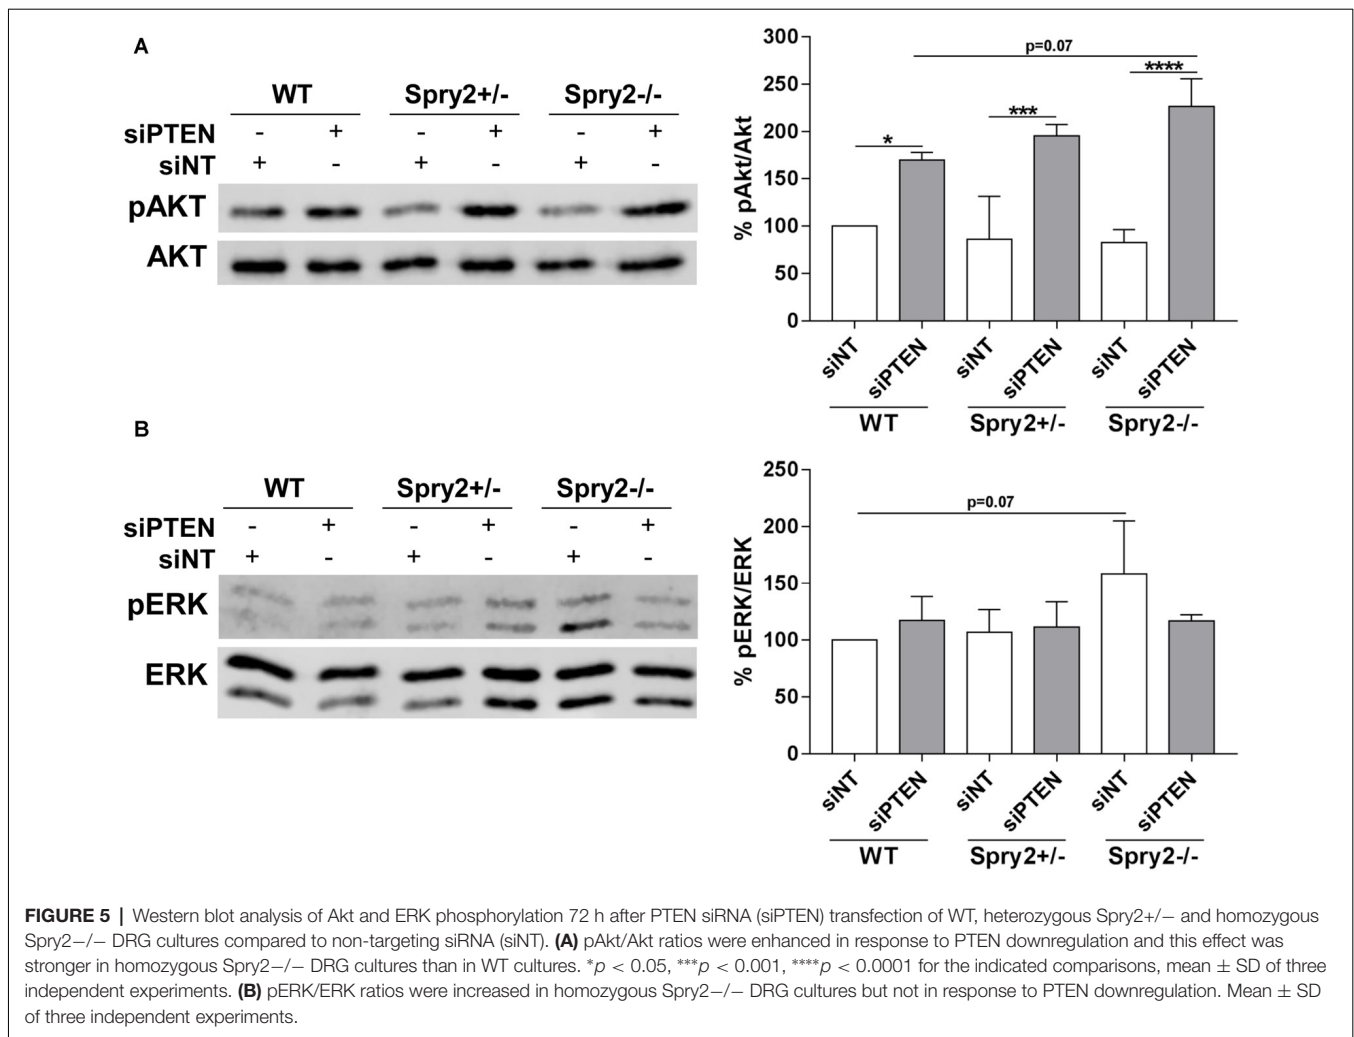 A
WT Spry2+/- Spry2-/-
siPTEN - + - + - +
siNT + - + - + -
pAKT
AKT
% pAkt/Akt
300
250
200
150
100
50
0
p=0.07
****
***
*
siNT siPTEN siNT siPTEN siNT siPTEN
WT Spry2+/- Spry2-/-
B
WT Spry2+/- Spry2-/-
siPTEN - + - + - +
siNT + - + - + -
pERK
ERK
% pERK/ERK
250
200
150
100
50
0
p=0.07
siNT siPTEN siNT siPTEN siNT siPTEN
WT Spry2+/- Spry2-/-
FIGURE 5 | Western blot analysis of Akt and ERK phosphorylation 72 h after PTEN siRNA (siPTEN) transfection of WT, heterozygous Spry2+/− and homozygous
Spry2−/− DRG cultures compared to non-targeting siRNA (siNT). (A) pAkt/Akt ratios were enhanced in response to PTEN downregulation and this effect was
stronger in homozygous Spry2−/− DRG cultures than in WT cultures. *p < 0.05, ***p < 0.001, ****p < 0.0001 for the indicated comparisons, mean ± SD of three
independent experiments. (B) pERK/ERK ratios were increased in homozygous Spry2−/− DRG cultures but not in response to PTEN downregulation. Mean ± SD
of three independent experiments.